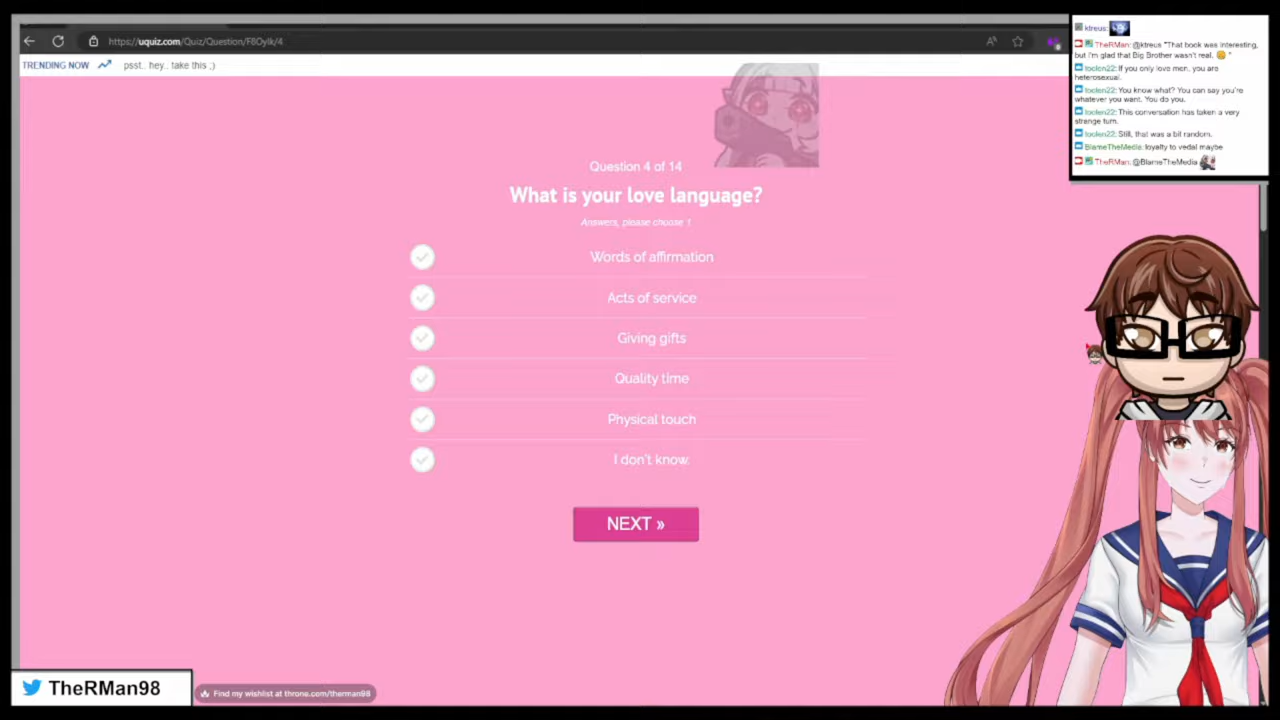 https://uquiz.com/Quiz/Question/F8Oylk/4
TRENDING NOW
psst.. hey.. take this ;)
Question 4 of 14
What is your love language?
Answers, please choose 1
Words of affirmation
Acts of service
Giving gifts
Quality time
Physical touch
I don't know.
NEXT »
ktreus:
TheRMan: @ktreus "That book was interesting,
but i'm glad that Big Brother wasn't real. "
toolen22: If you only love men, you are
heterosexual.
toolen22: You know what? You can say you're
whatever you want. You do you.
toolen22: This conversation has taken a very
strange turn.
toolen22: Still, that was a bit random.
BlameTheMedia: loyalty to vedal maybe
TheRMan: @BlameTheMedia
TheRMan98
Find my wishlist at throne.com/therman98